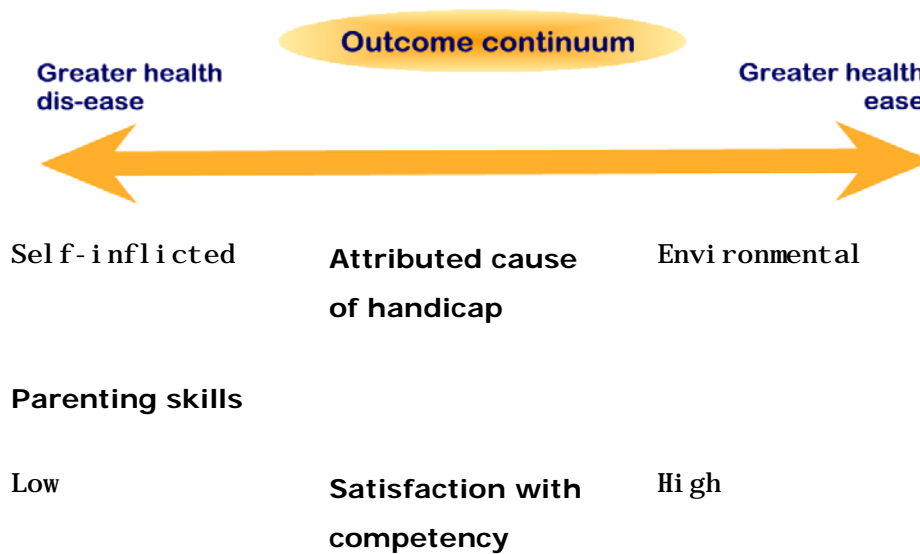 Outcome continuum
Greater health
dis-ease
Greater health
ease
Self-inflicted
Attributed cause
of handicap
Environmental
Parenting skills
Low
Satisfaction with
competency
High